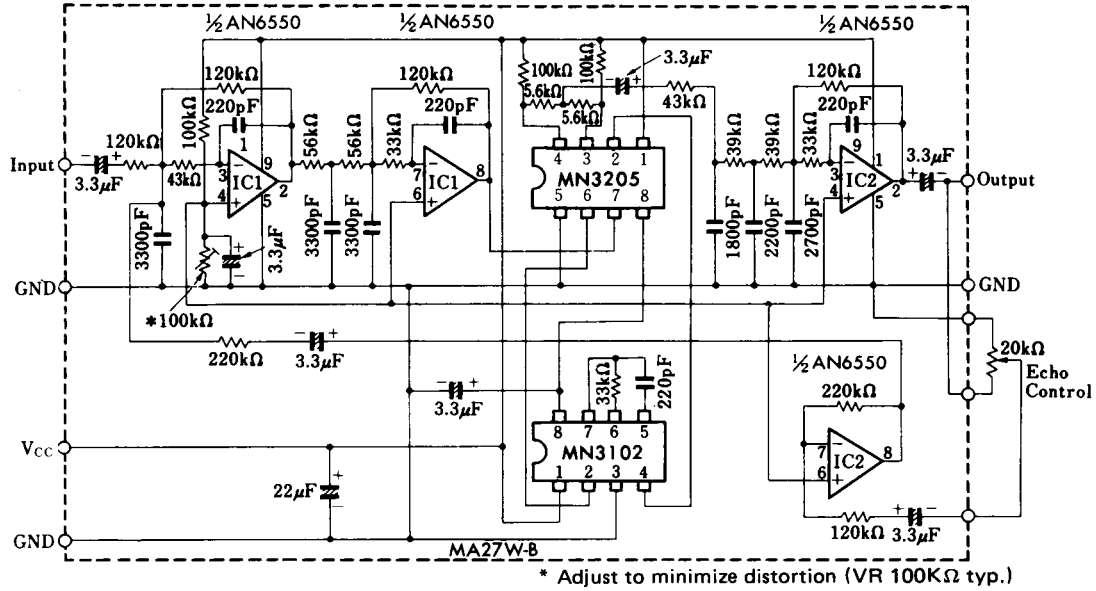 ½AN6550 ½AN6550 ½AN6550
3.3µF
- +
120kΩ 120kΩ 100kΩ 100kΩ 120kΩ
220pF 220pF 5.6kΩ 5.6kΩ 43kΩ 220pF
100kΩ 56kΩ 56kΩ 33kΩ 39kΩ 39kΩ 33kΩ
120kΩ 1 9
4 3 2 1
Input - + 43kΩ 3 - 9 7 - 8 MN3205 3 - 1 3.3µF + - Output
3.3µF 4 + IC1 2 6 + IC1 4 + IC2 2
5 5 6 7 8 5
3300pF + - 3.3µF 3300pF 3300pF 1800pF 2200pF 2700pF
GND GND
*100kΩ
220kΩ - + 3.3µF
½AN6550
20kΩ
Echo
Control
- + 3.3µF 33kΩ 220pF 220kΩ
8 7 6 5
VCC MN3102 7 - 8
1 2 3 4 6 + IC2
22µF + -
120kΩ + - 3.3µF
GND
MA27W-B
* Adjust to minimize distortion (VR 100KΩ typ.)